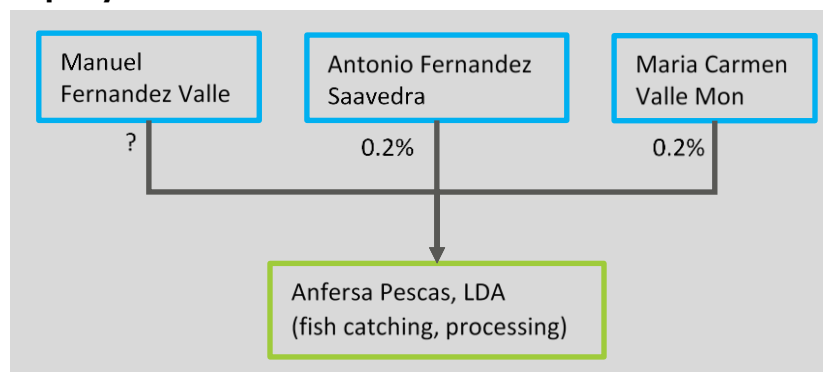 Manuel
Fernandez Valle
Antonio Fernandez
Saavedra
Maria Carmen
Valle Mon
?
0.2%
0.2%
Anfersa Pescas, LDA
(fish catching, processing)